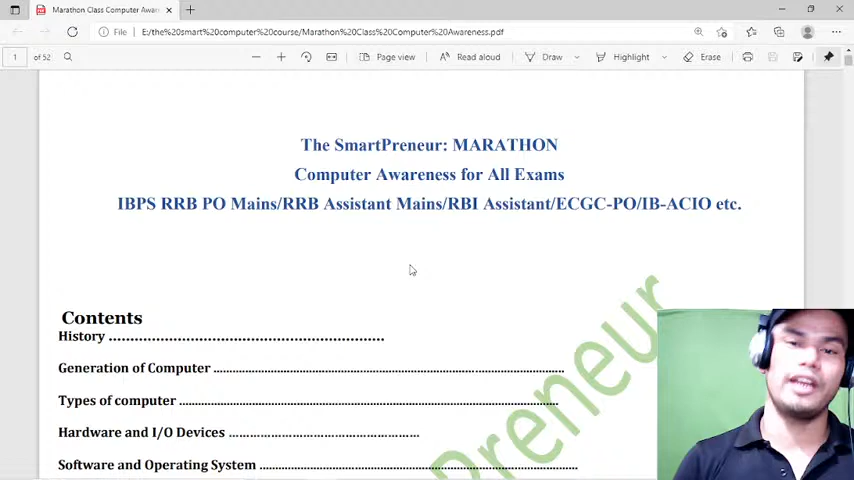 Marathon Class Computer Awar
File
E:/the%20smart%20computer%20course/Marathon%20Class%20Computer%20Awareness.pdf
1 of 52
Page view
Read aloud
Draw
Highlight
Erase
The SmartPreneur: MARATHON
Computer Awareness for All Exams
IBPS RRB PO Mains/RRB Assistant Mains/RBI Assistant/ECGC-PO/IB-ACIO etc.
Contents
History ................................................................
Generation of Computer ................................................................
Types of computer ................................................................
Hardware and I/O Devices ................................................................
Software and Operating System ................................................................
Preneur